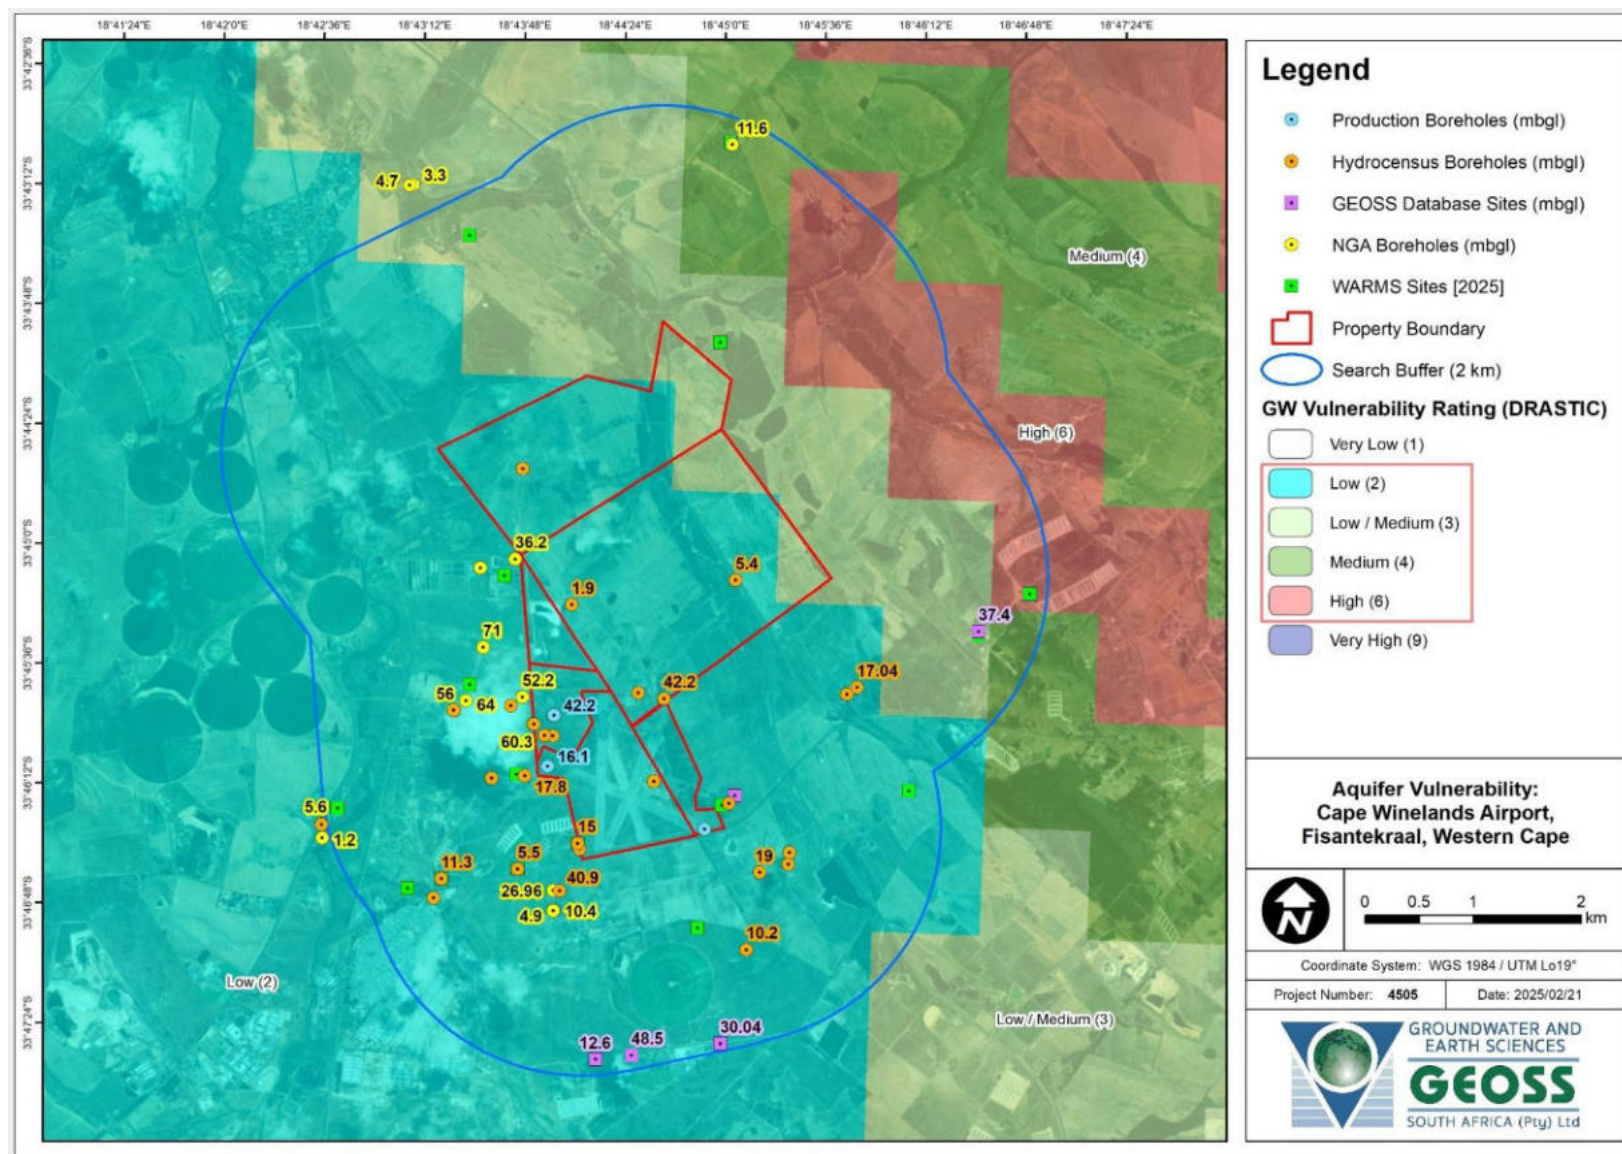 18°41'24"E
18°42'0"E
18°42'36"E
18°43'12"E
18°43'48"E
18°44'24"E
18°45'0"E
18°45'36"E
18°46'12"E
18°46'48"E
18°47'24"E
33°42'36"S
33°43'12"S
33°43'48"S
33°44'24"S
33°45'0"S
33°45'36"S
33°46'12"S
33°46'48"S
33°47'24"S
11.6
4.7
3.3
Medium (4)
High (6)
36.2
5.4
1.9
37.4
71
17.04
52.2
42.2
56
64
42.2
60.3
16.1
17.8
5.6
15
1.2
11.3
5.5
19
26.96
40.9
4.9
10.4
10.2
Low (2)
Low / Medium (3)
12.6
48.5
30.04
Legend
Production Boreholes (mbgl)
Hydrocensus Boreholes (mbgl)
GEOSS Database Sites (mbgl)
NGA Boreholes (mbgl)
WARMS Sites [2025]
Property Boundary
Search Buffer (2 km)
GW Vulnerability Rating (DRASTIC)
Very Low (1)
Low (2)
Low / Medium (3)
Medium (4)
High (6)
Very High (9)
Aquifer Vulnerability:
Cape Winelands Airport,
Fisantekraal, Western Cape
N
0 0.5 1 2
km
Coordinate System: WGS 1984 / UTM Lo19°
Project Number: 4505 Date: 2025/02/21
GROUNDWATER AND
EARTH SCIENCES
GEOSS
SOUTH AFRICA (Pty) Ltd